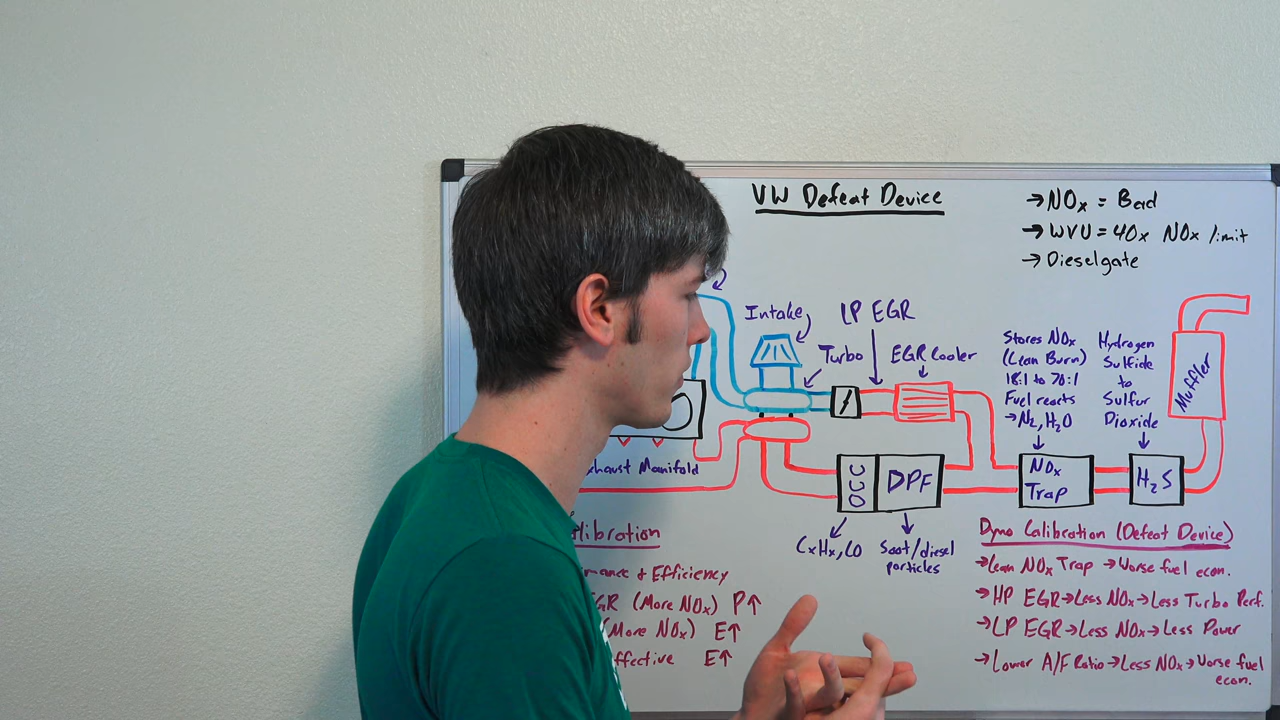 VW Defeat Device
→NOx = Bad
→WVU = 40x NOx limit
→Dieselgate
Intake
LP EGR
Turbo
EGR Cooler
Stores NOx
(Lean Burn)
18:1 to 70:1
Fuel reacts
→N2, H2O
Hydrogen
Sulfide
to
Sulfur
Dioxide
Muffler
haust Manifold
DPF
NOx
Trap
H2S
CxHx, CO
Soot/diesel
particles
libration
mance & Efficiency
EGR (More NOx) P↑
(More NOx) E↑
ffective E↑
Dyno Calibration (Defeat Device)
→Lean NOx Trap →Worse fuel econ.
→HP EGR→Less NOx→Less Turbo Perf.
→LP EGR→Less NOx→Less Power
→Lower A/F Ratio→Less NOx→Worse fuel
econ.